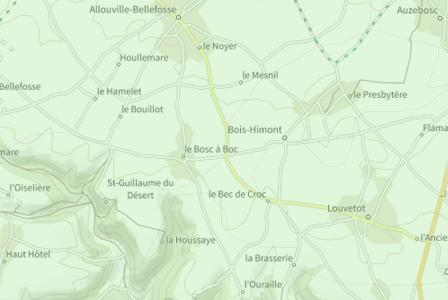 Allouville-Bellefosse
Auzebosc
le Noyer
Houllemare
le Mesnil
Bellefosse
le Hamelet
le Presbytère
le Bouillot
Bois-Himont
Flama
le Bosc à Boc
mare
St-Guillaume du
Désert
l'Oiselière
le Bec de Croc
Louvetot
la Houssaye
l'Ancie
Haut Hôtel
la Brasserie
l'Ouraille